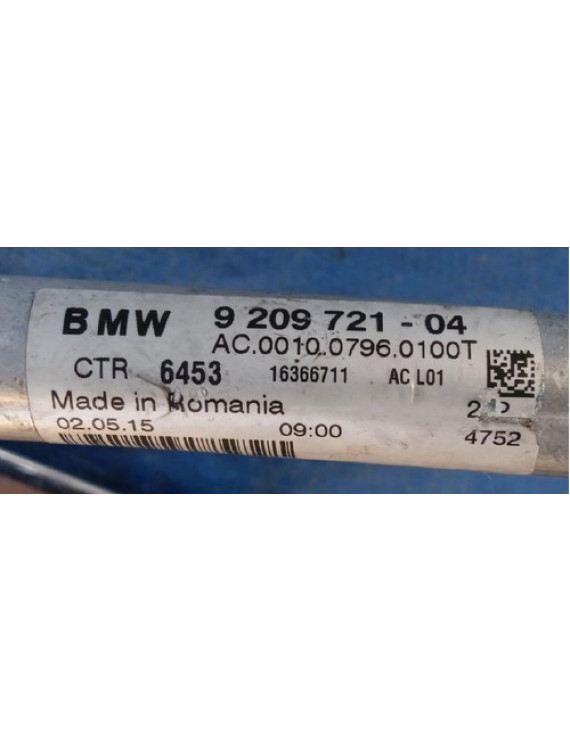 BMW 9 209 721 - 04
AC.0010.0796.0100T
CTR 6453 16366711 AC L01
Made in Romania
02.05.15 09:00 4752